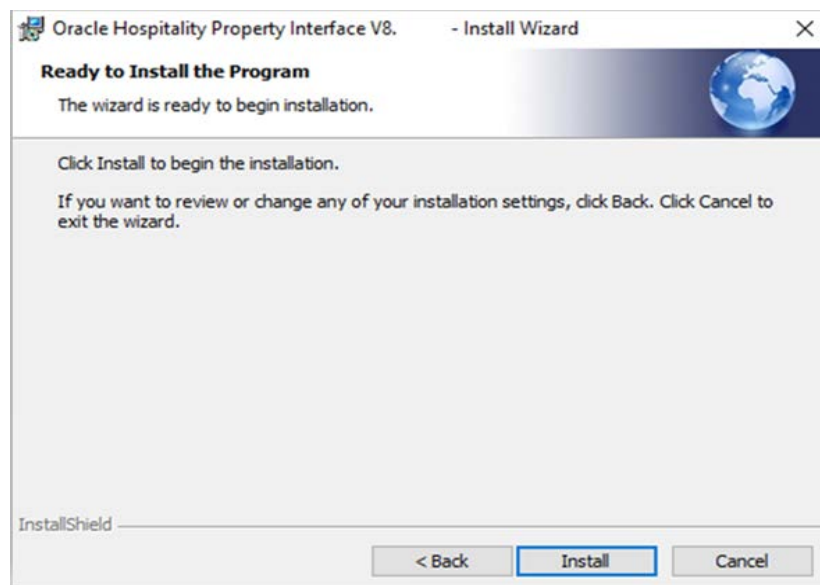 Oracle Hospitality Property Interface V8. - Install Wizard
Ready to Install the Program
The wizard is ready to begin installation.
Click Install to begin the installation.
If you want to review or change any of your installation settings, click Back. Click Cancel to
exit the wizard.
InstallShield
< Back Install Cancel